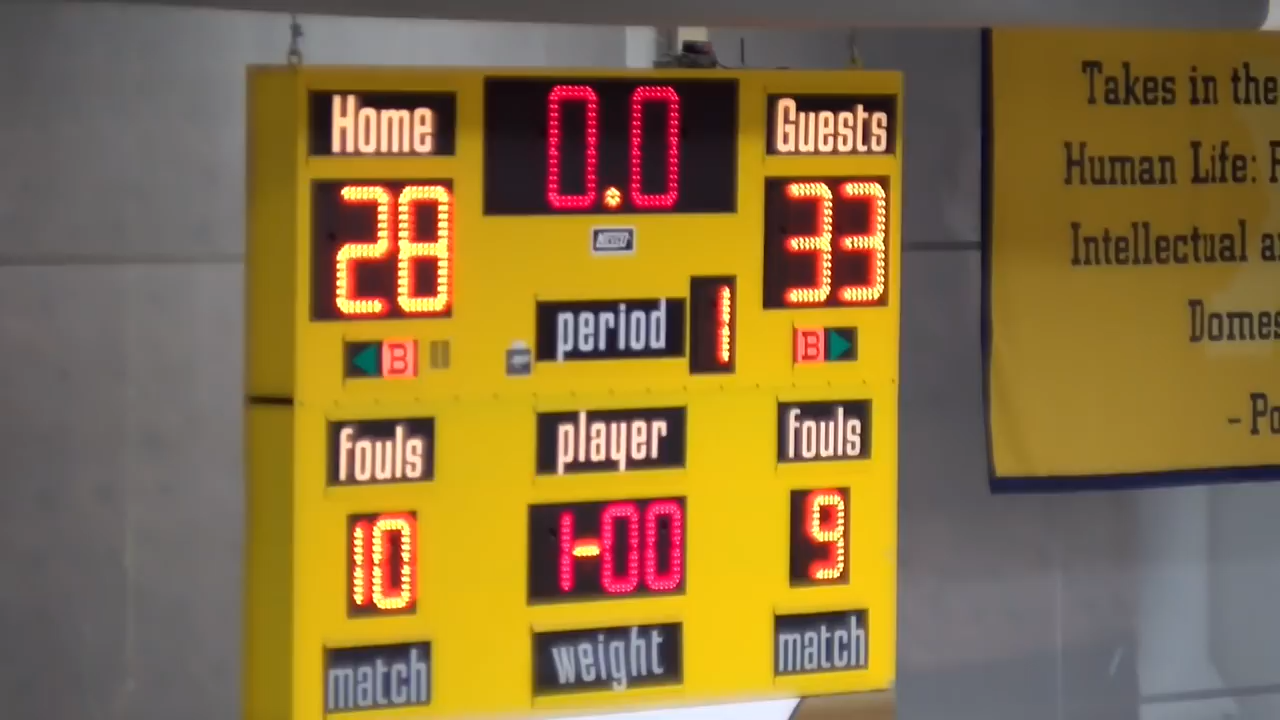 Home 0.0 Guests
28 33
period 1
B B
fouls player fouls
10 1-00 9
match weight match
Takes in the
Human Life:
Intellectual
Domes
- Po